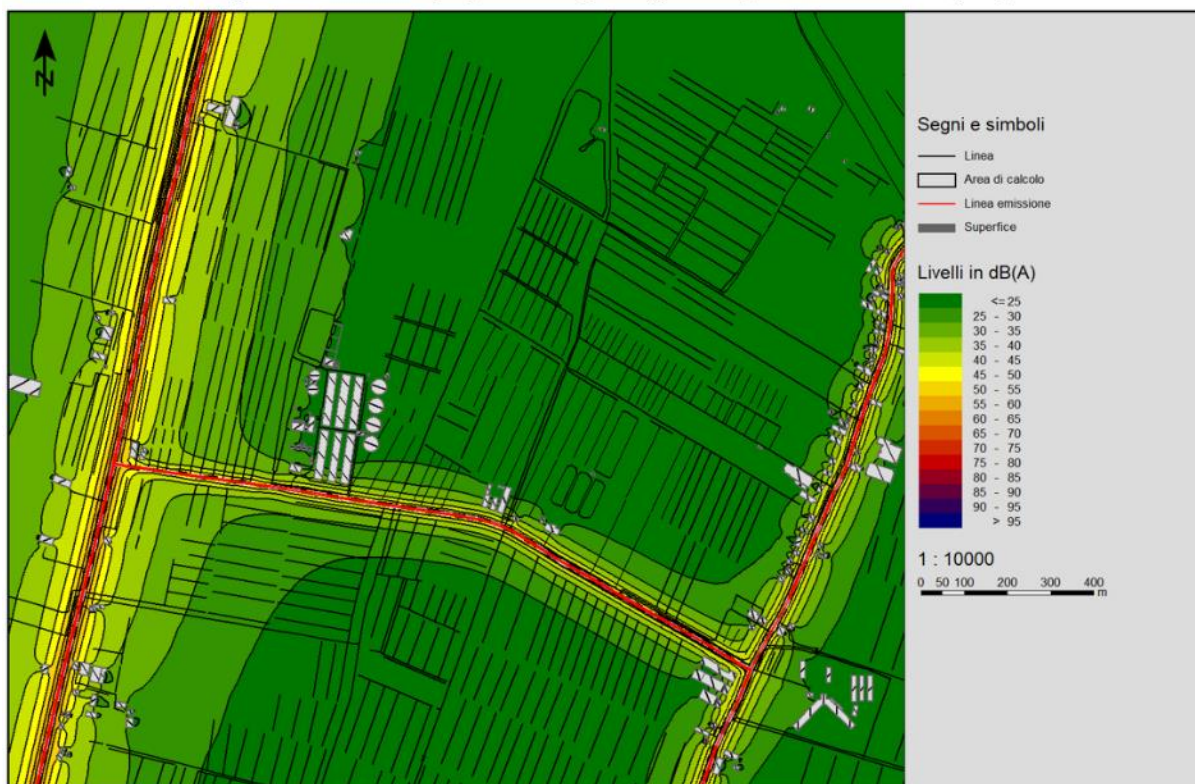 N
Segni e simboli
Linea
Area di calcolo
Linea emissione
Superfice
Livelli in dB(A)
<= 25
25 - 30
30 - 35
35 - 40
40 - 45
45 - 50
50 - 55
55 - 60
60 - 65
65 - 70
70 - 75
75 - 80
80 - 85
85 - 90
90 - 95
> 95
1 : 10000
0 50 100 200 300 400
m